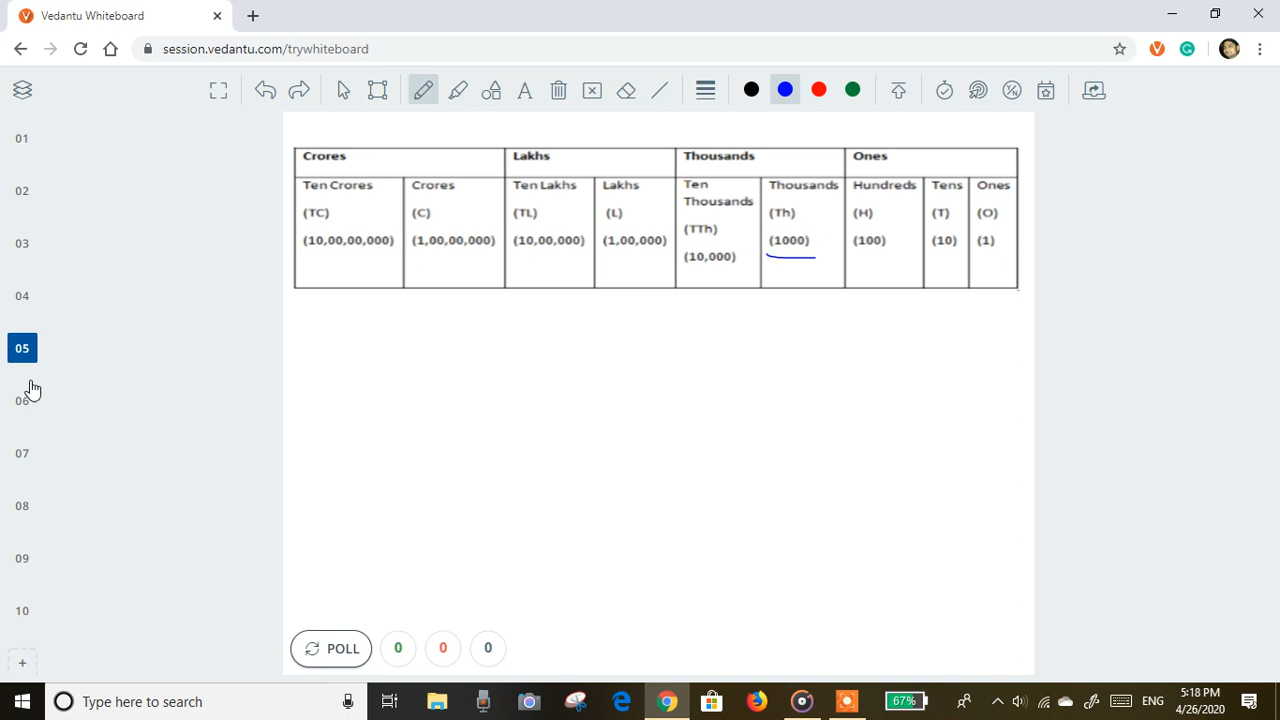 Vedantu Whiteboard
session.vedantu.com/trywhiteboard
01
02
03
04
05
06
07
08
09
10
+
Crores Lakhs Thousands Ones
Ten Crores Crores Ten Lakhs Lakhs Ten Thousands Hundreds Tens Ones
Thousands
(TC) (C) (TL) (L) (Th) (H) (T) (O)
(TTh)
(10,00,00,000) (1,00,00,000) (10,00,000) (1,00,000) (1000) (100) (10) (1)
(10,000)
POLL 0 0 0
Type here to search
67%
ENG
5:18 PM
4/26/2020